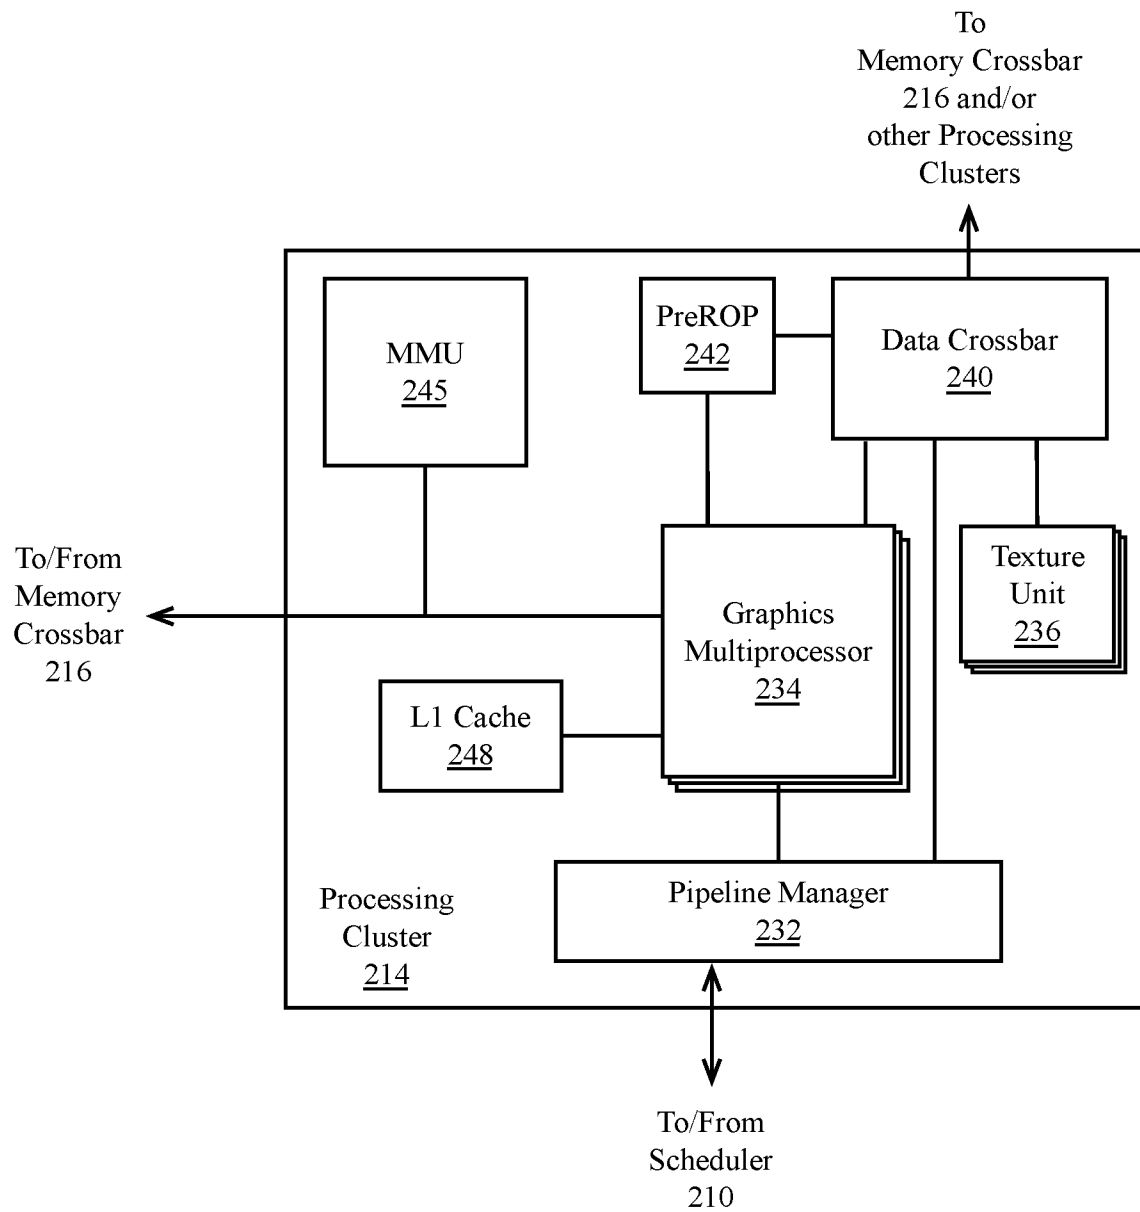 To
Memory Crossbar
216 and/or
other Processing
Clusters
MMU
245
PreROP
242
Data Crossbar
240
To/From
Memory
Crossbar
216
Graphics
Multiprocessor
234
Texture
Unit
236
L1 Cache
248
Processing
Cluster
214
Pipeline Manager
232
To/From
Scheduler
210